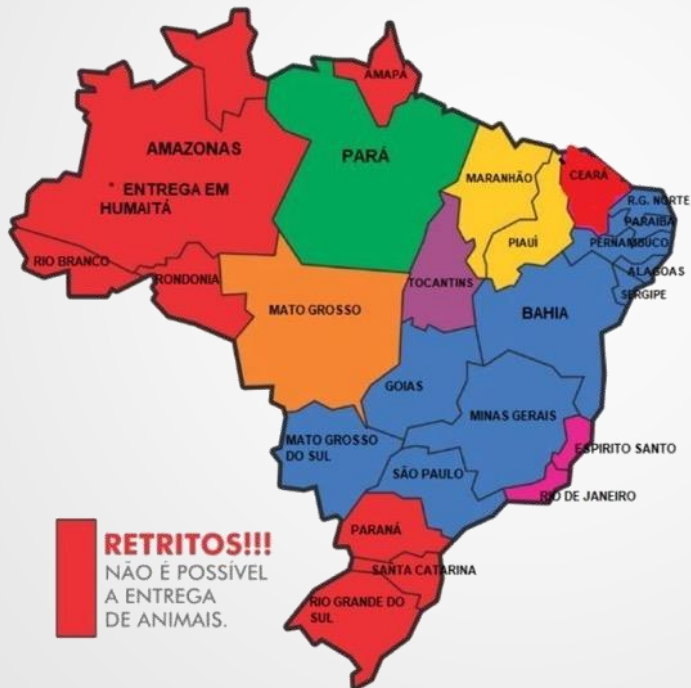 AMAPÁ
AMAZONAS
PARÁ
* ENTREGA EM
HUMAITÁ
MARANHÃO
CEARÁ
R.G. NORTE
PARAIBA
PIAUÌ
PERNAMBUCO
RIO BRANCO
RONDONIA
TOCANTINS
ALAGOAS
SERGIPE
MATO GROSSO
BAHIA
GOIAS
MINAS GERAIS
MATO GROSSO
DO SUL
ESPIRITO SANTO
SÃO PAULO
RIO DE JANEIRO
PARANÁ
SANTA CATARINA
RIO GRANDE DO
SUL
RETRITOS!!!
NÃO É POSSÍVEL
A ENTREGA
DE ANIMAIS.